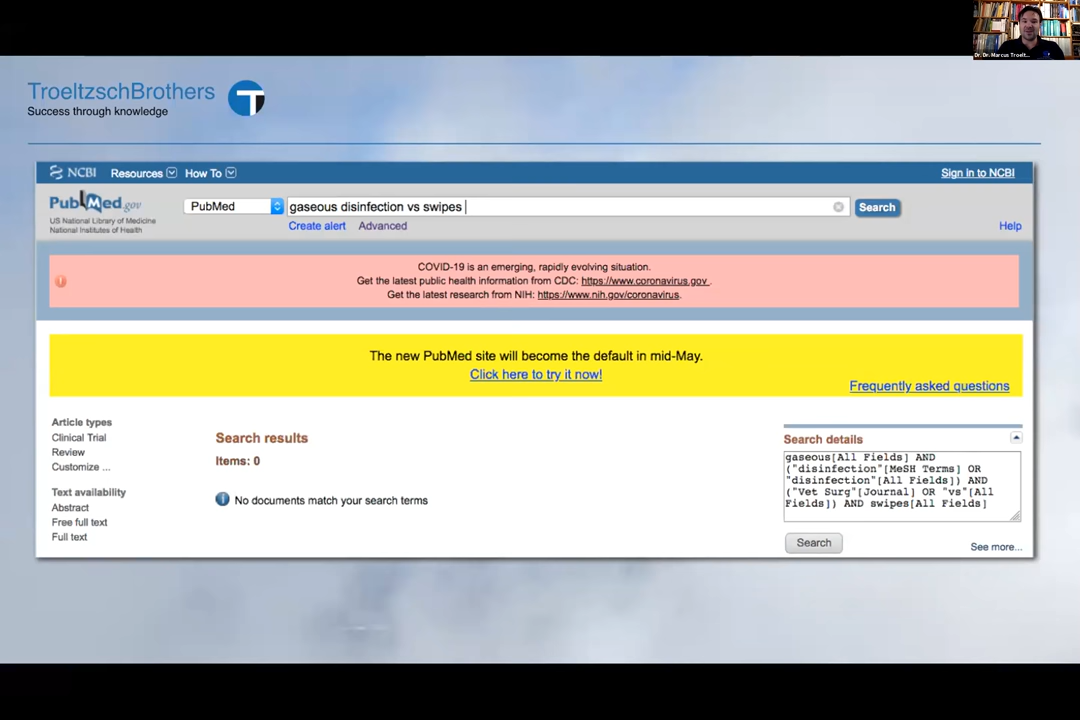 Dr. Dr. Marcus Troelt...
TroeltzschBrothers
Success through knowledge
T
NCBI Resources How To Sign in to NCBI
PubMed.gov
US National Library of Medicine
National Institutes of Health
PubMed
gaseous disinfection vs swipes
Search
Create alert Advanced
Help
COVID-19 is an emerging, rapidly evolving situation.
Get the latest public health information from CDC: https://www.coronavirus.gov .
Get the latest research from NIH: https://www.nih.gov/coronavirus.
The new PubMed site will become the default in mid-May.
Click here to try it now!
Frequently asked questions
Article types
Clinical Trial
Review
Customize ...
Text availability
Abstract
Free full text
Full text
Search results
Items: 0
No documents match your search terms
Search details
gaseous[All Fields] AND
("disinfection"[MeSH Terms] OR
"disinfection"[All Fields]) AND
("Vet Surg"[Journal] OR "vs"[All
Fields]) AND swipes[All Fields]
Search
See more...